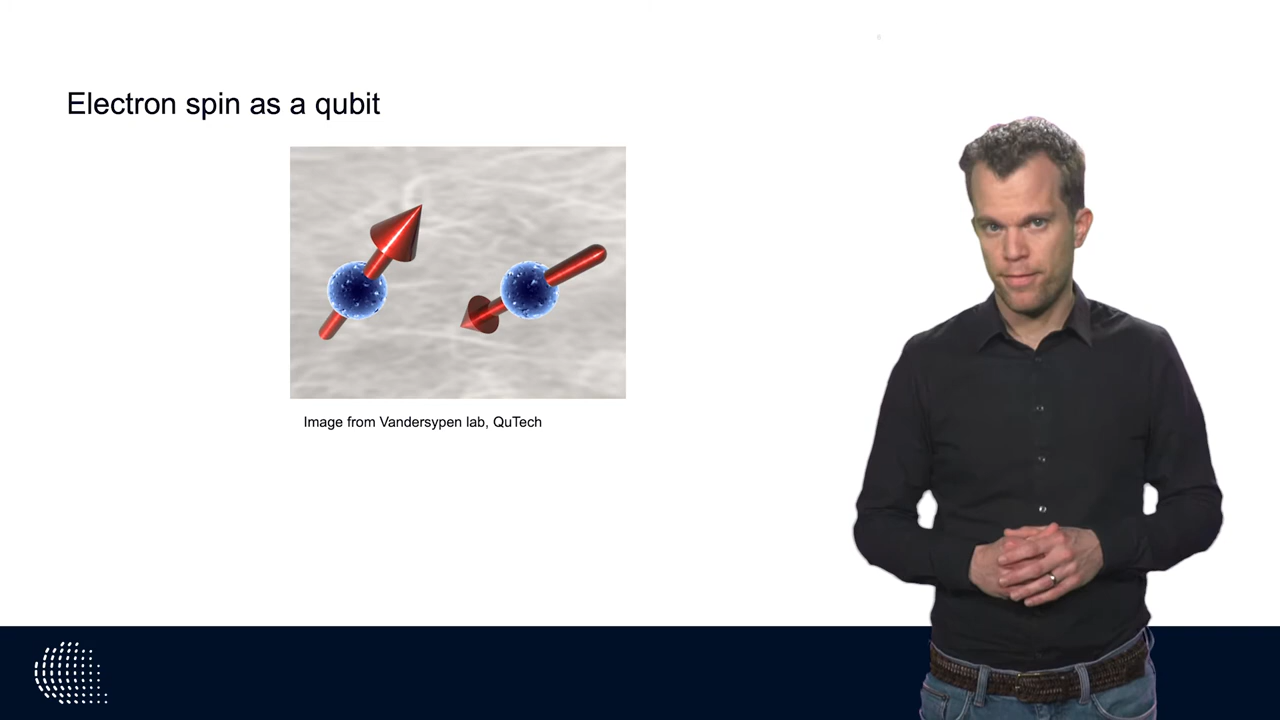 Electron spin as a qubit
Image from Vandersypen lab, QuTech